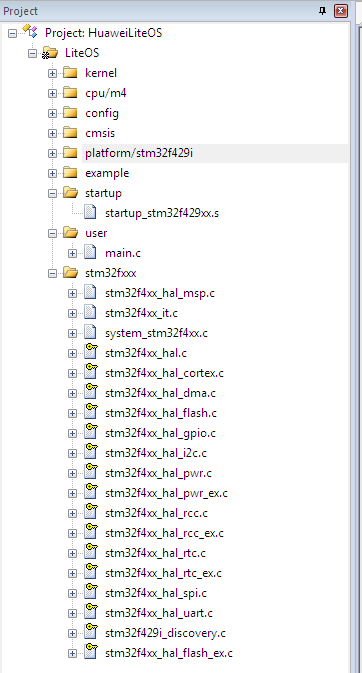 Project
Project: HuaweiLiteOS
LiteOS
kernel
cpu/m4
config
cmsis
platform/stm32f429i
example
startup
startup_stm32f429xx.s
user
main.c
stm32fxxx
stm32f4xx_hal_msp.c
stm32f4xx_it.c
system_stm32f4xx.c
stm32f4xx_hal.c
stm32f4xx_hal_cortex.c
stm32f4xx_hal_dma.c
stm32f4xx_hal_flash.c
stm32f4xx_hal_gpio.c
stm32f4xx_hal_i2c.c
stm32f4xx_hal_pwr.c
stm32f4xx_hal_pwr_ex.c
stm32f4xx_hal_rcc.c
stm32f4xx_hal_rcc_ex.c
stm32f4xx_hal_rtc.c
stm32f4xx_hal_rtc_ex.c
stm32f4xx_hal_spi.c
stm32f4xx_hal_uart.c
stm32f429i_discovery.c
stm32f4xx_hal_flash_ex.c